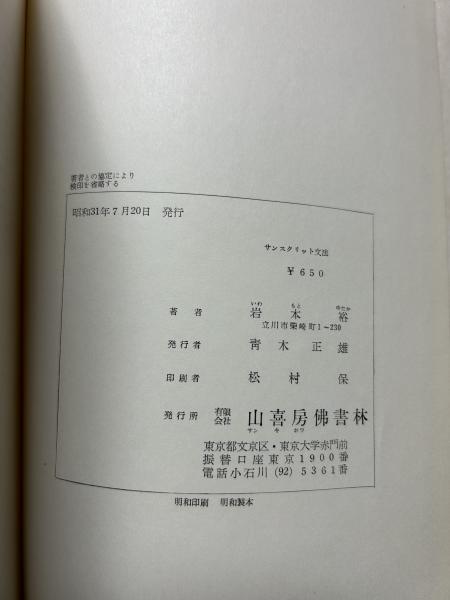 著者との協定により
検印を省略する
昭和31年7月20日 発行
サンスクリット文法
¥650
いわ もと ゆたか
著者 岩本裕
立川市柴崎町1~230
発行者 青木正雄
印刷者 松村保
発行所 有限会社 山喜房佛書林
サン キ ボウ
東京都文京区・東京大学赤門前
振替口座東京1900番
電話小石川(92)5361番
明和印刷 明和製本